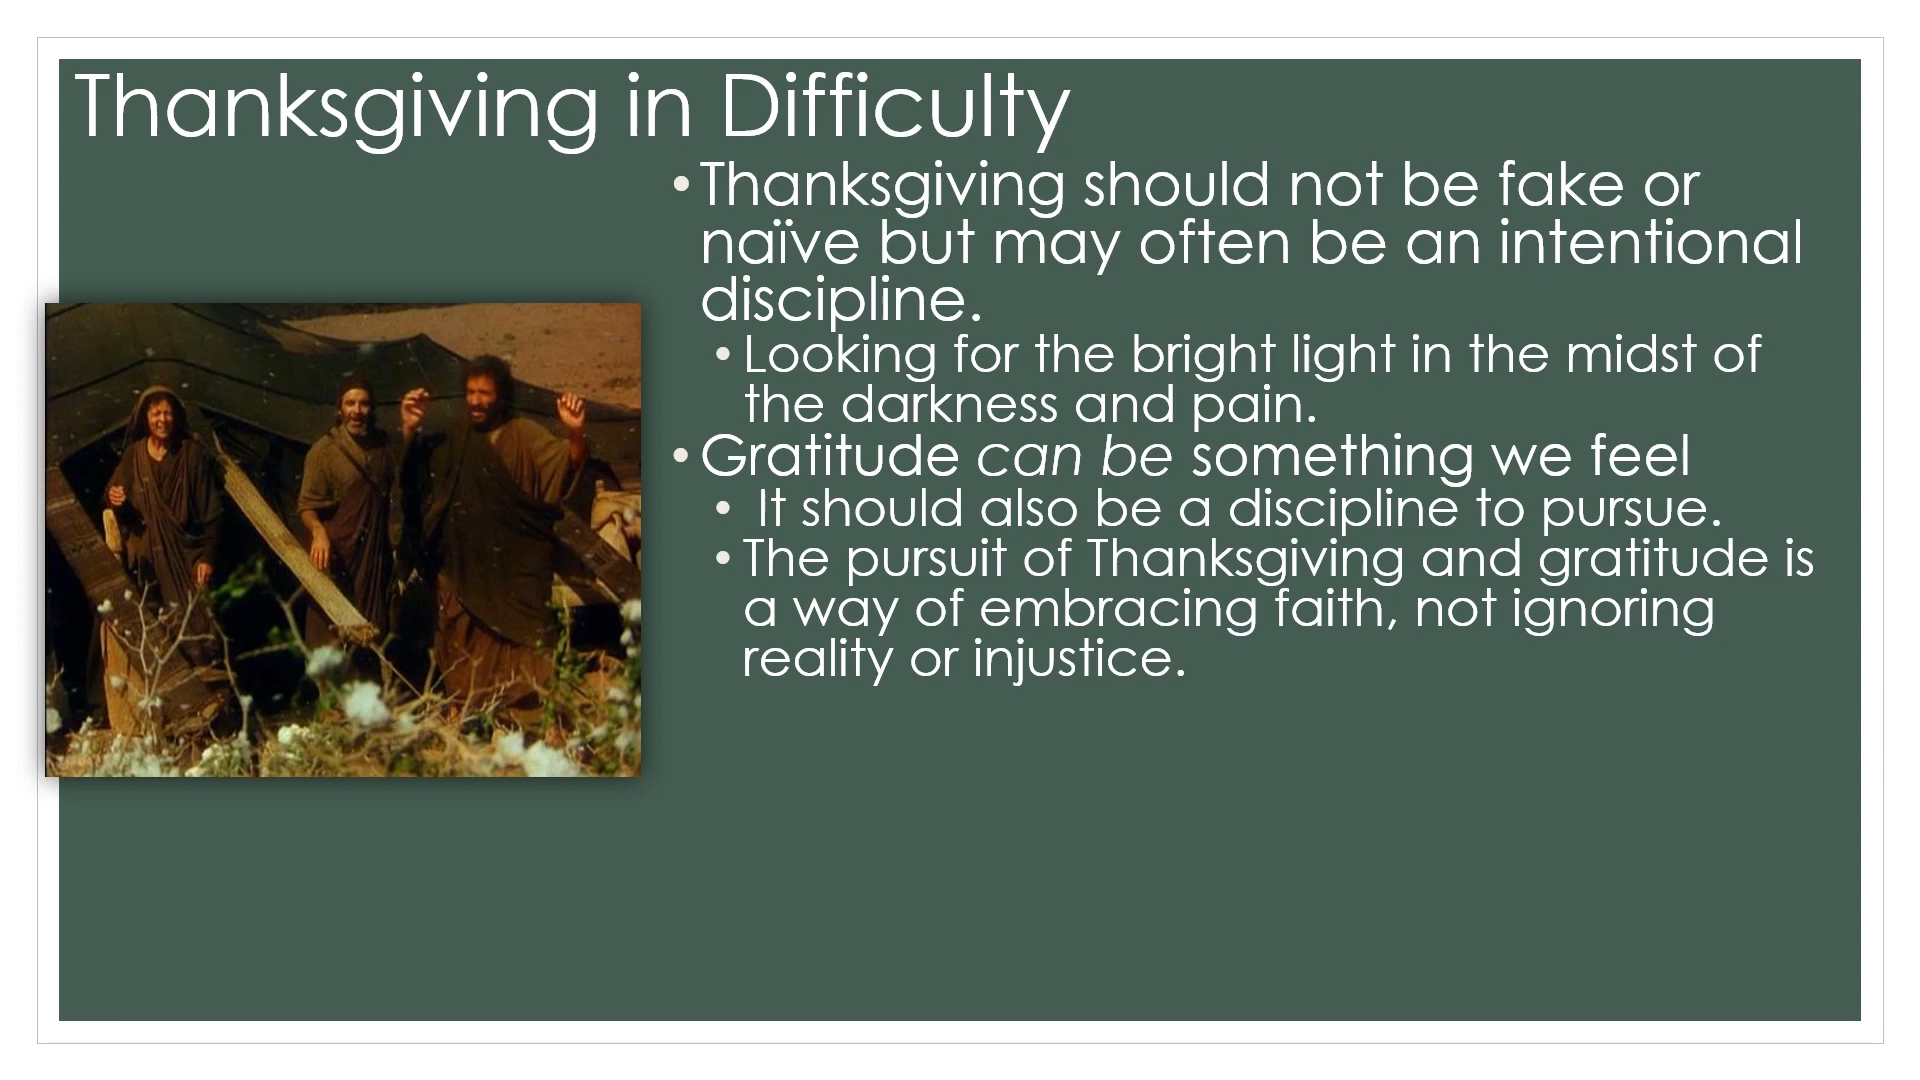 Thanksgiving in Difficulty
• Thanksgiving should not be fake or
naïve but may often be an intentional
discipline.
• Looking for the bright light in the midst of
the darkness and pain.
• Gratitude can be something we feel
• It should also be a discipline to pursue.
• The pursuit of Thanksgiving and gratitude is
a way of embracing faith, not ignoring
reality or injustice.